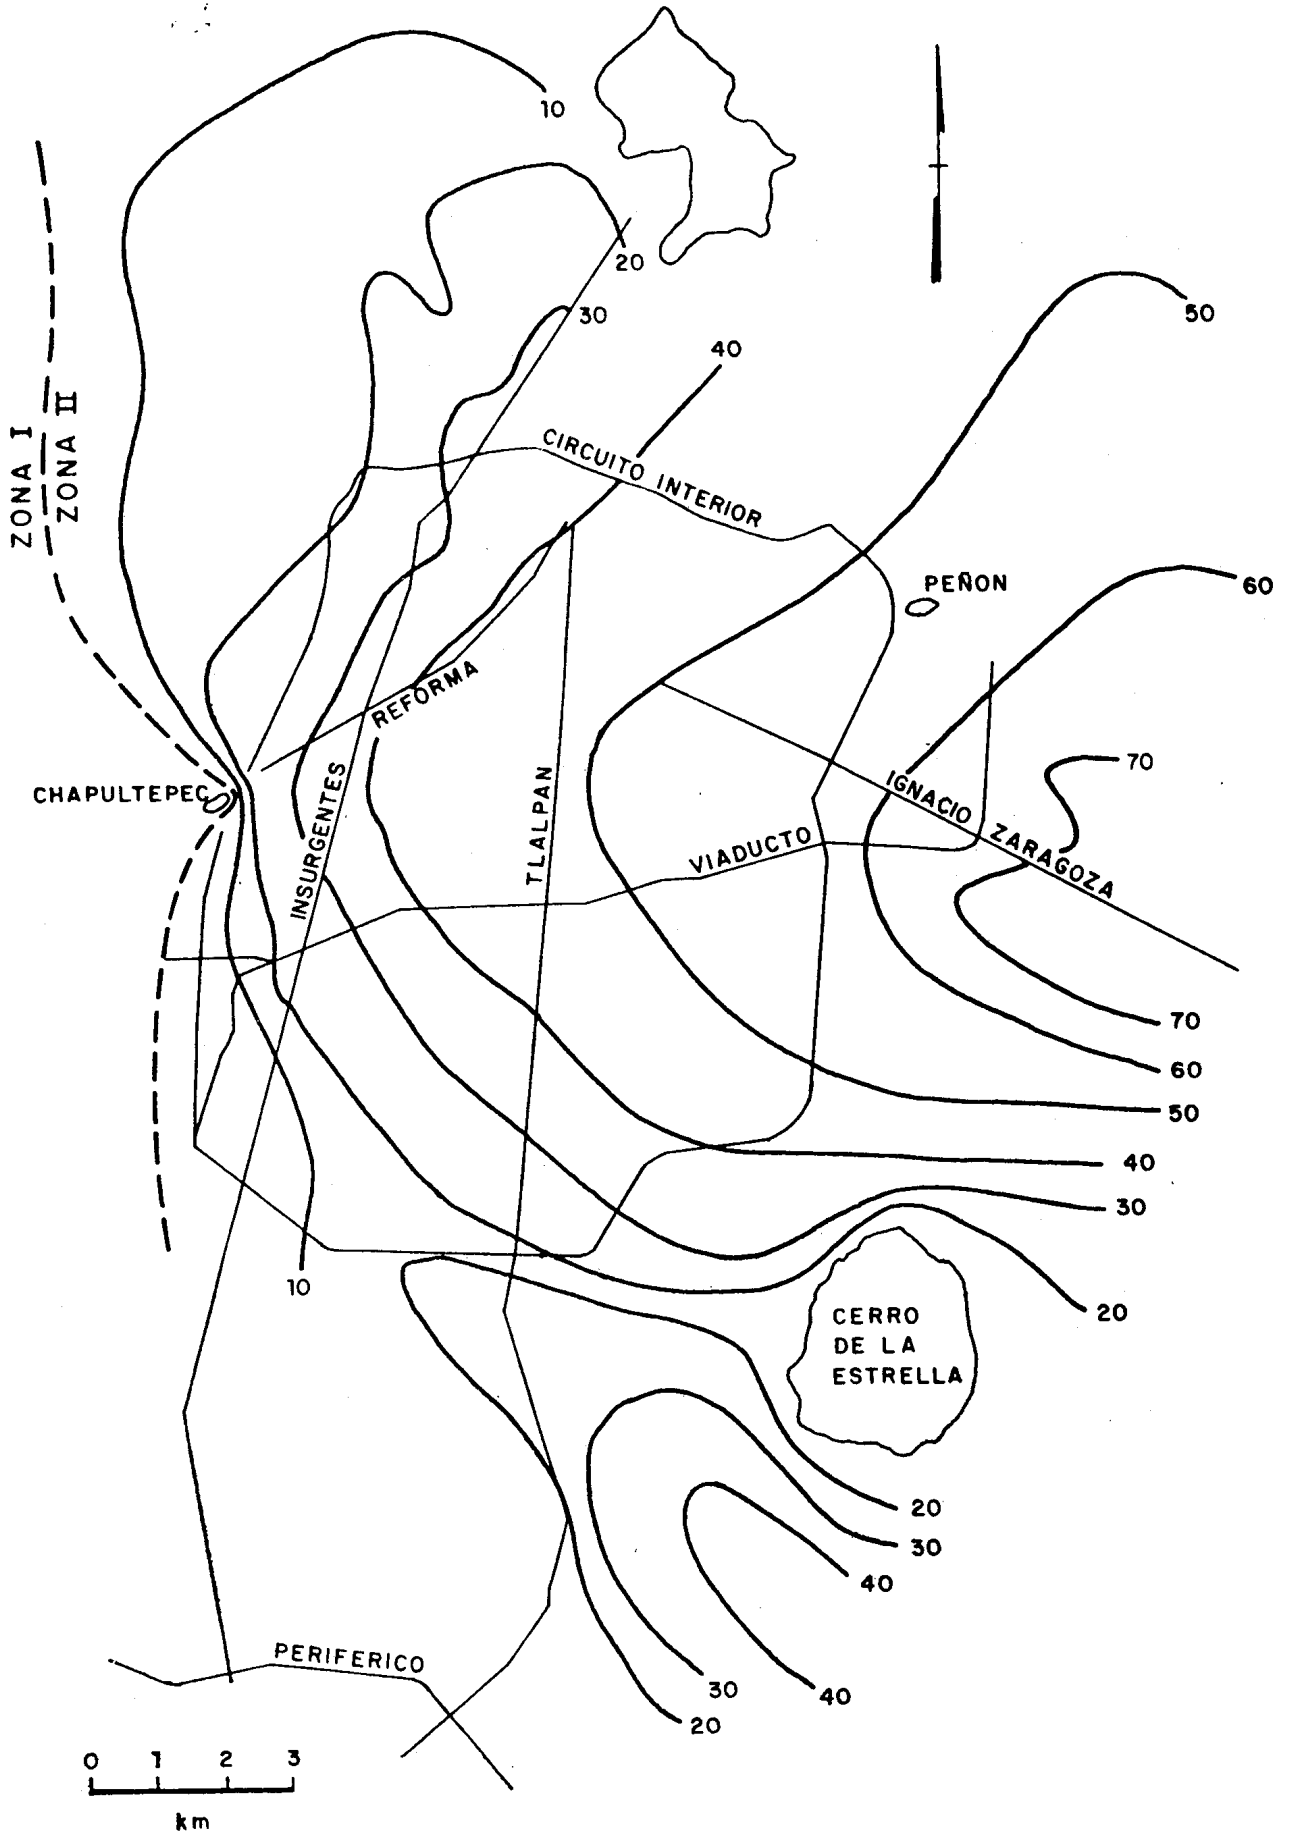 10
20
30
40
50
CIRCUITO INTERIOR
ZONA I
ZONA II
PEÑON
60
REFORMA
70
CHAPULTEPEC
INSURGENTES
TLALPAN
VIADUCTO
IGNACIO ZARAGOZA
70
60
50
40
30
10
20
CERRO
DE LA
ESTRELLA
20
30
40
PERIFERICO
30
40
20
0 1 2 3
km